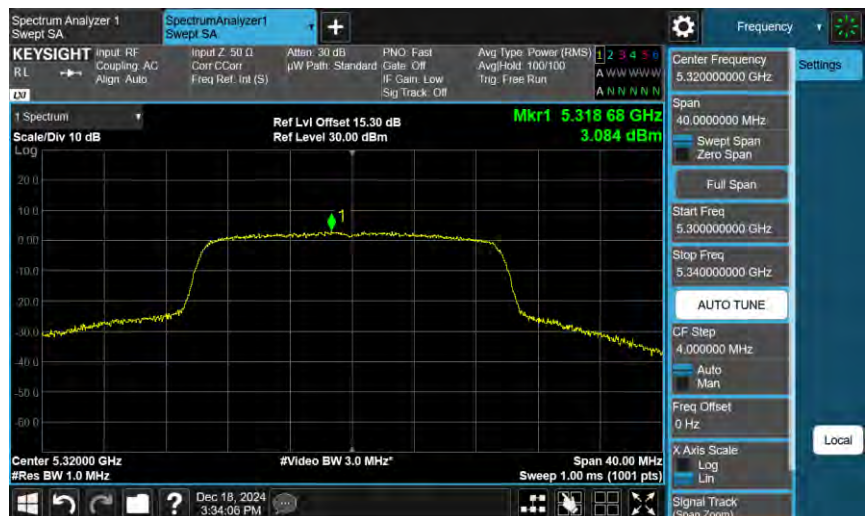 Spectrum Analyzer 1
Swept SA
SpectrumAnalyzer1
Swept SA
Frequency
KEYSIGHT
RL
LXI
Input: RF
Coupling: AC
Align: Auto
Input Z: 50 Ω
Corr CCorr
Freq Ref: Int (S)
Atten: 30 dB
µW Path: Standard
PNO: Fast
Gate: Off
IF Gain: Low
Sig Track: Off
Avg Type: Power (RMS)
Avg|Hold: 100/100
Trig: Free Run
1 2 3 4 5 6
A W W W W W
A N N N N N
1 Spectrum
Scale/Div 10 dB
Log
Ref Lvl Offset 15.30 dB
Ref Level 30.00 dBm
Mkr1 5.318 68 GHz
3.084 dBm
20.0
10.0
0.00
-10.0
-20.0
-30.0
-40.0
-50.0
-60.0
1
Center 5.32000 GHz
#Res BW 1.0 MHz
#Video BW 3.0 MHz*
Span 40.00 MHz
Sweep 1.00 ms (1001 pts)
?
Dec 18, 2024
3:34:06 PM
Center Frequency
5.320000000 GHz
Span
40.0000000 MHz
Swept Span
Zero Span
Full Span
Start Freq
5.300000000 GHz
Stop Freq
5.340000000 GHz
AUTO TUNE
CF Step
4.000000 MHz
Auto
Man
Freq Offset
0 Hz
X Axis Scale
Log
Lin
Signal Track
(Span Zoom)
Settings
Local